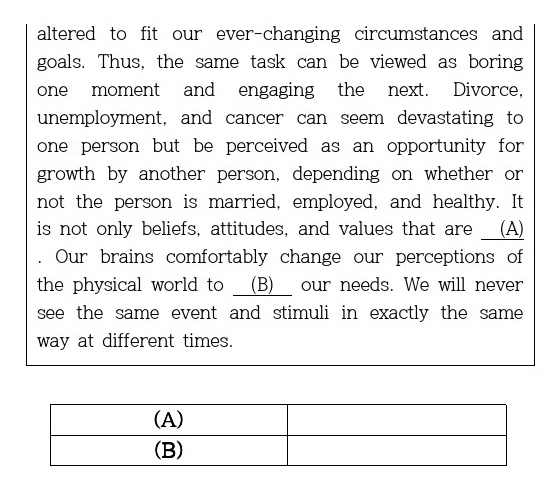 altered to fit our ever-changing circumstances and
goals. Thus, the same task can be viewed as boring
one moment and engaging the next. Divorce,
unemployment, and cancer can seem devastating to
one person but be perceived as an opportunity for
growth by another person, depending on whether or
not the person is married, employed, and healthy. It
is not only beliefs, attitudes, and values that are (A)
. Our brains comfortably change our perceptions of
the physical world to (B) our needs. We will never
see the same event and stimuli in exactly the same
way at different times.
(A)
(B)